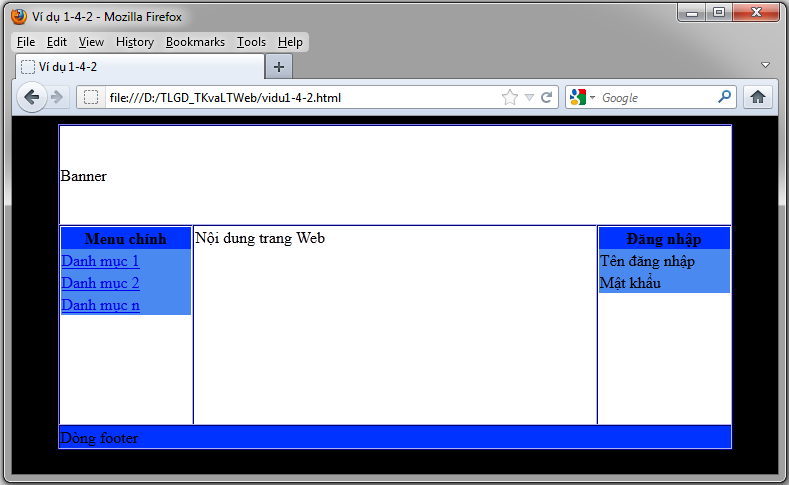 Ví dụ 1-4-2 - Mozilla Firefox
File Edit View History Bookmarks Tools Help
Ví dụ 1-4-2
file:///D:/TLGD_TKvaLTWeb/vidu1-4-2.html Google
Banner
Menu chính Nội dung trang Web Đăng nhập
Danh mục 1 Tên đăng nhập
Danh mục 2 Mật khẩu
Danh mục n
Dòng footer